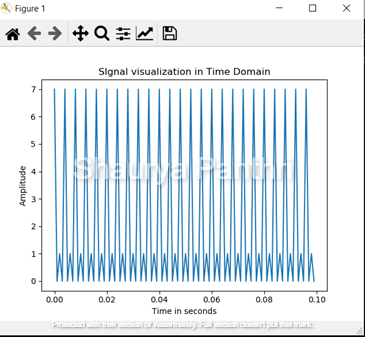 Figure 1
SIgnal visualization in Time Domain
Shaurya Panthri
Amplitude
7
6
5
4
3
2
1
0
0.00 0.02 0.04 0.06 0.08 0.10
Time in seconds
Protected with free version of Watermarkly. Full version doesn't put this mark.